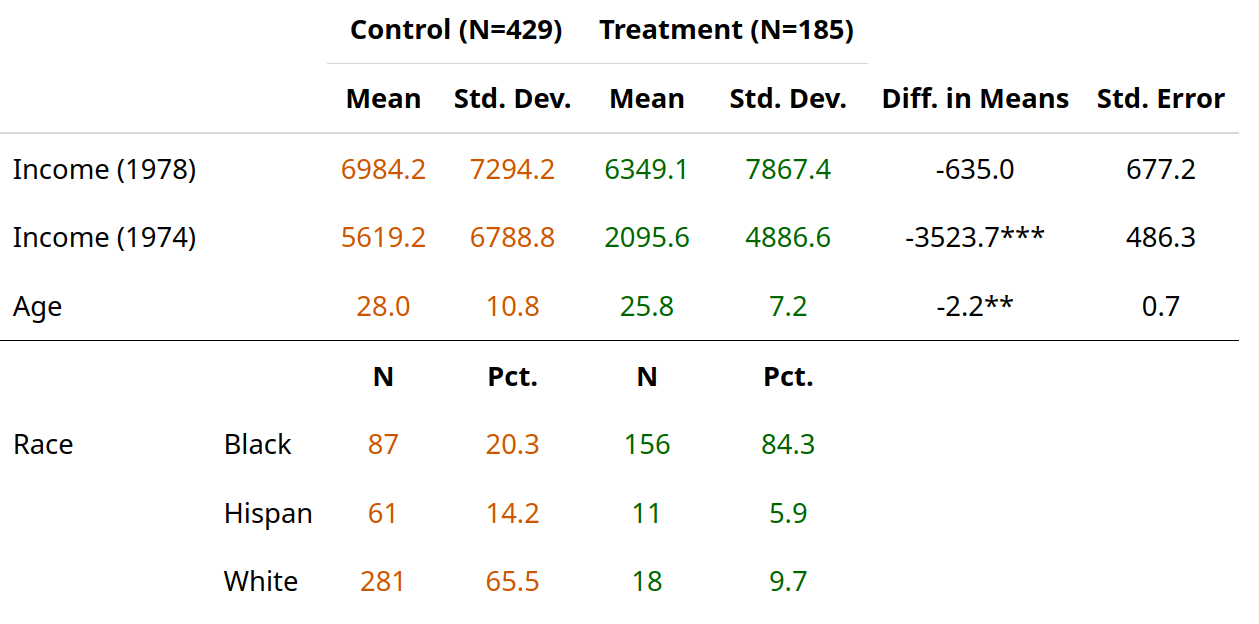 Control (N=429) Treatment (N=185)
Mean Std. Dev. Mean Std. Dev. Diff. in Means Std. Error
Income (1978) 6984.2 7294.2 6349.1 7867.4 -635.0 677.2
Income (1974) 5619.2 6788.8 2095.6 4886.6 -3523.7*** 486.3
Age 28.0 10.8 25.8 7.2 -2.2** 0.7
N Pct. N Pct.
Race Black 87 20.3 156 84.3
Hispan 61 14.2 11 5.9
White 281 65.5 18 9.7